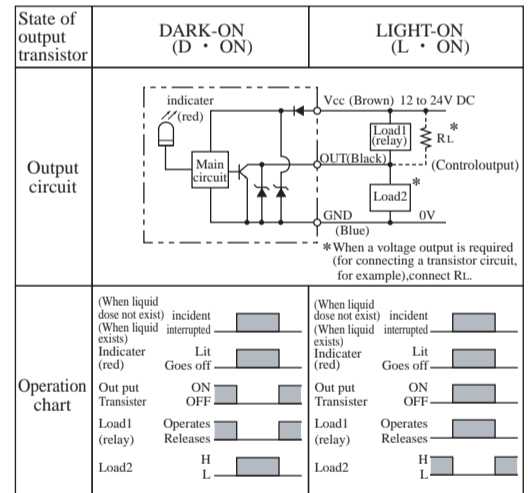 State of
output
transistor
DARK-ON
(D・ON)
LIGHT-ON
(L・ON)
Output
circuit
indicater
(red)
Main
circuit
Vcc (Brown) 12 to 24V DC
Load1
(relay)
RL
*
OUT(Black)
(Controloutput)
Load2
*
GND
0V
(Blue)
*When a voltage output is required
(for connecting a transistor circuit,
for example),connect RL.
Operation
chart
(When liquid
dose not exist) incident
(When liquid interrupted
exists)
Indicater Lit
(red) Goes off
Out put ON
Transister OFF
Load1 Operates
(relay) Releases
H
Load2
L
(When liquid
dose not exist) incident
(When liquid interrupted
exists)
Indicater Lit
(red) Goes off
Out put ON
Transister OFF
Load1 Operates
(relay) Releases
H
Load2
L